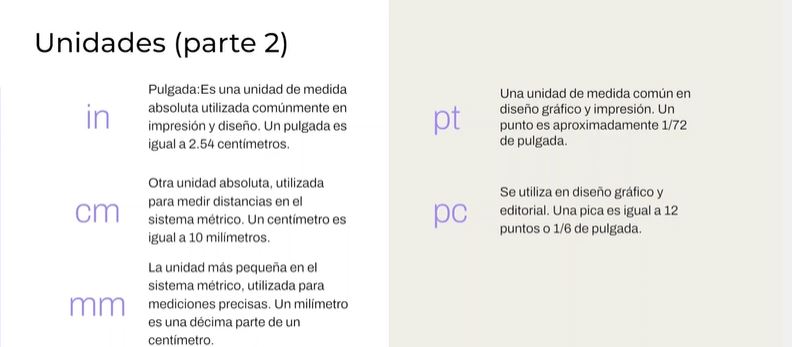 Unidades (parte 2)
in
Pulgada:Es una unidad de medida
absoluta utilizada comúnmente en
impresión y diseño. Un pulgada es
igual a 2.54 centímetros.
cm
Otra unidad absoluta, utilizada
para medir distancias en el
sistema métrico. Un centímetro es
igual a 10 milímetros.
mm
La unidad más pequeña en el
sistema métrico, utilizada para
mediciones precisas. Un milímetro
es una décima parte de un
centímetro.
pt
Una unidad de medida común en
diseño gráfico y impresión. Un
punto es aproximadamente 1/72
de pulgada.
pc
Se utiliza en diseño gráfico y
editorial. Una pica es igual a 12
puntos o 1/6 de pulgada.